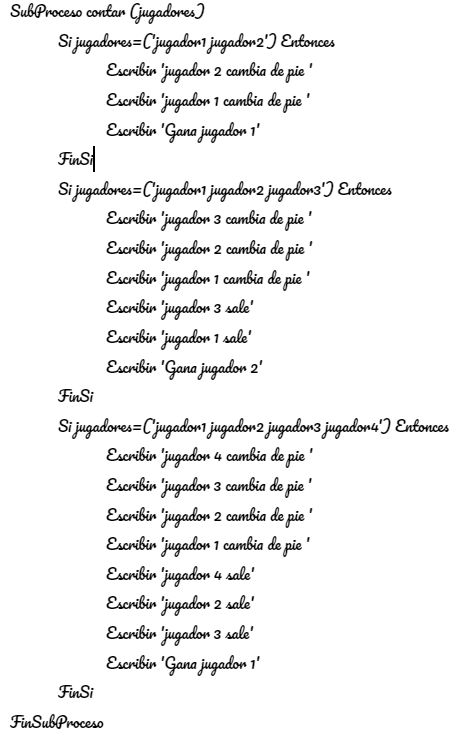 SubProceso contar (jugadores)
Si jugadores=('jugador1 jugador2') Entonces
Escribir 'jugador 2 cambia de pie '
Escribir 'jugador 1 cambia de pie '
Escribir 'Gana jugador 1'
FinSi
Si jugadores=('jugador1 jugador2 jugador3') Entonces
Escribir 'jugador 3 cambia de pie '
Escribir 'jugador 2 cambia de pie '
Escribir 'jugador 1 cambia de pie '
Escribir 'jugador 3 sale'
Escribir 'jugador 1 sale'
Escribir 'Gana jugador 2'
FinSi
Si jugadores=('jugador1 jugador2 jugador3 jugador4') Entonces
Escribir 'jugador 4 cambia de pie '
Escribir 'jugador 3 cambia de pie '
Escribir 'jugador 2 cambia de pie '
Escribir 'jugador 1 cambia de pie '
Escribir 'jugador 4 sale'
Escribir 'jugador 2 sale'
Escribir 'jugador 3 sale'
Escribir 'Gana jugador 1'
FinSi
FinSubProceso